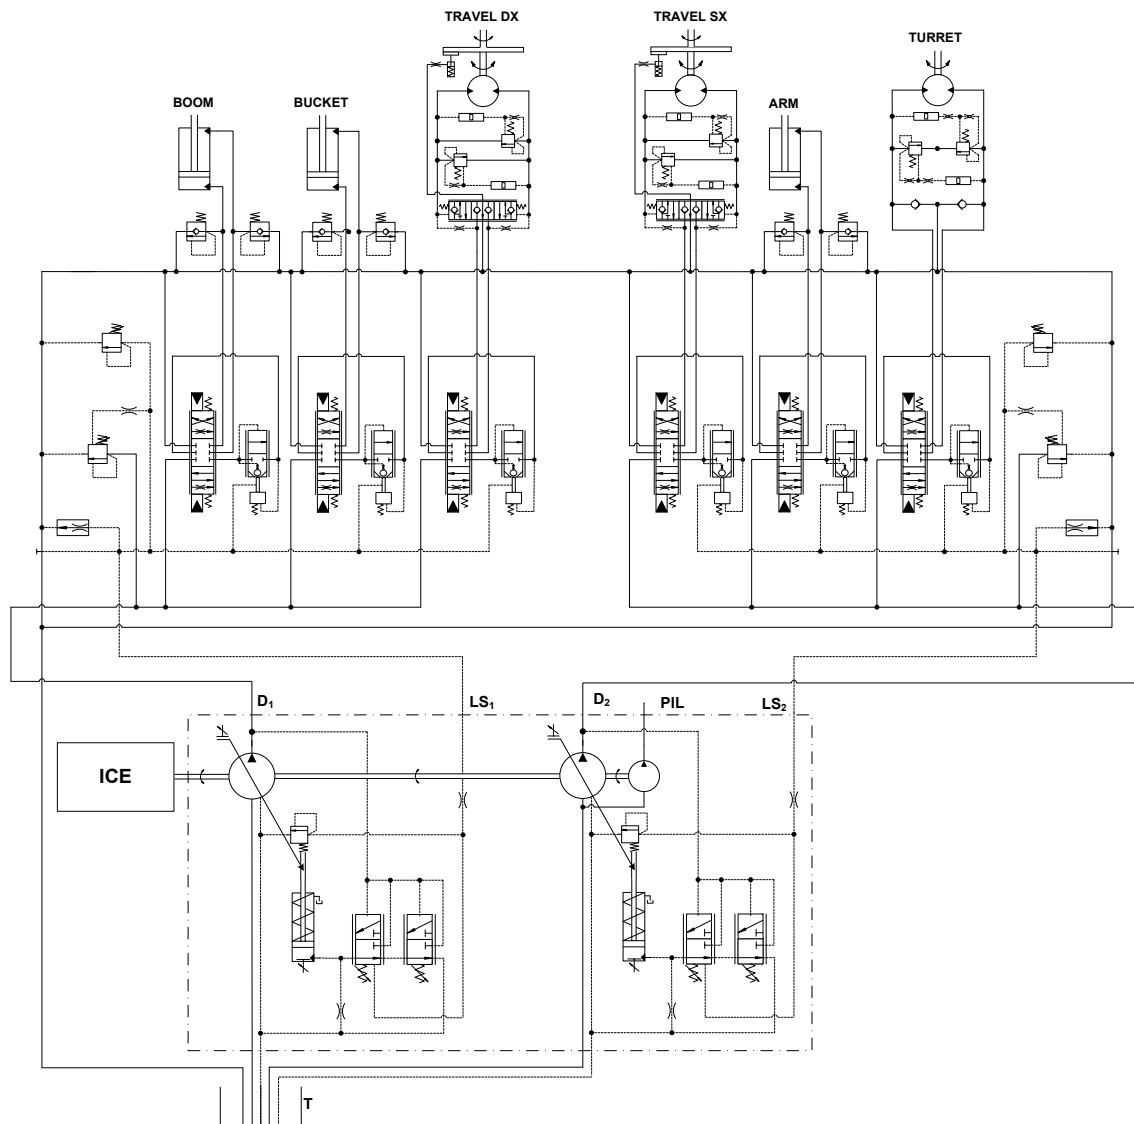 TRAVEL DX
TRAVEL SX
TURRET
BOOM
BUCKET
ARM
D₁
LS₁
D₂
PIL
LS₂
ICE
T